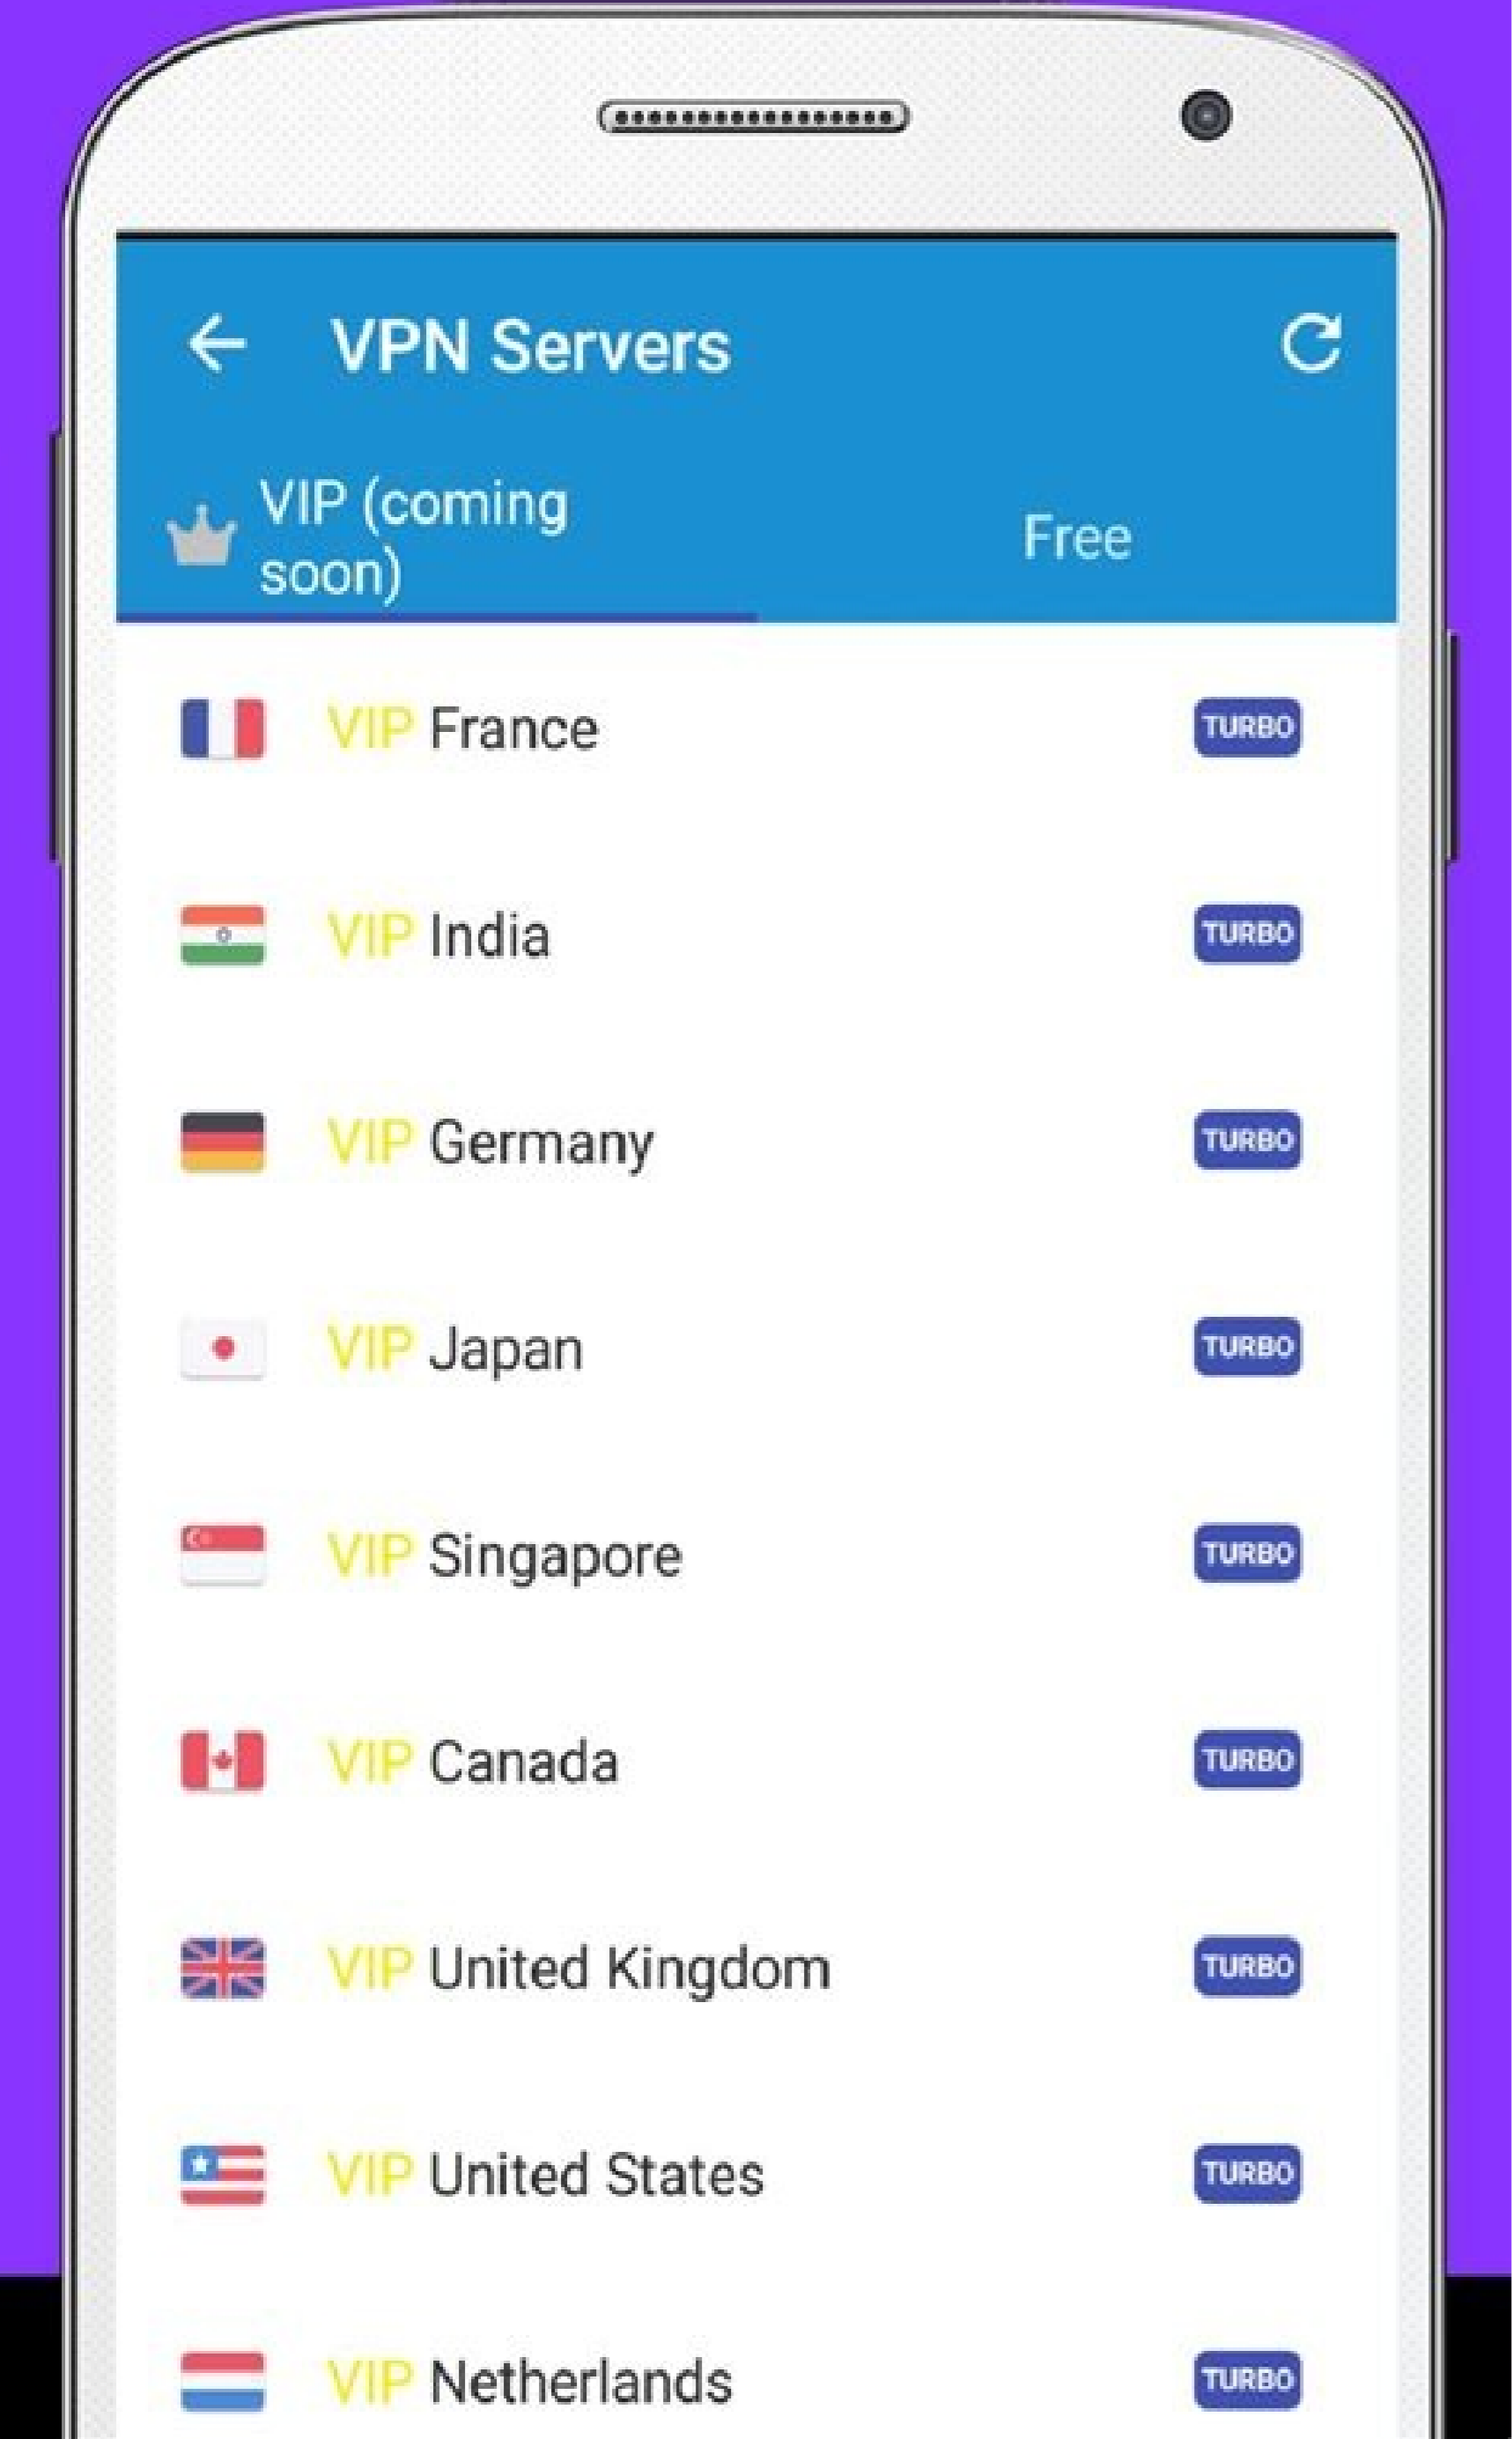 VPN Servers
VIP (coming
soon)
Free
VIP France TURBO
VIP India TURBO
VIP Germany TURBO
VIP Japan TURBO
VIP Singapore TURBO
VIP Canada TURBO
VIP United Kingdom TURBO
VIP United States TURBO
VIP Netherlands TURBO